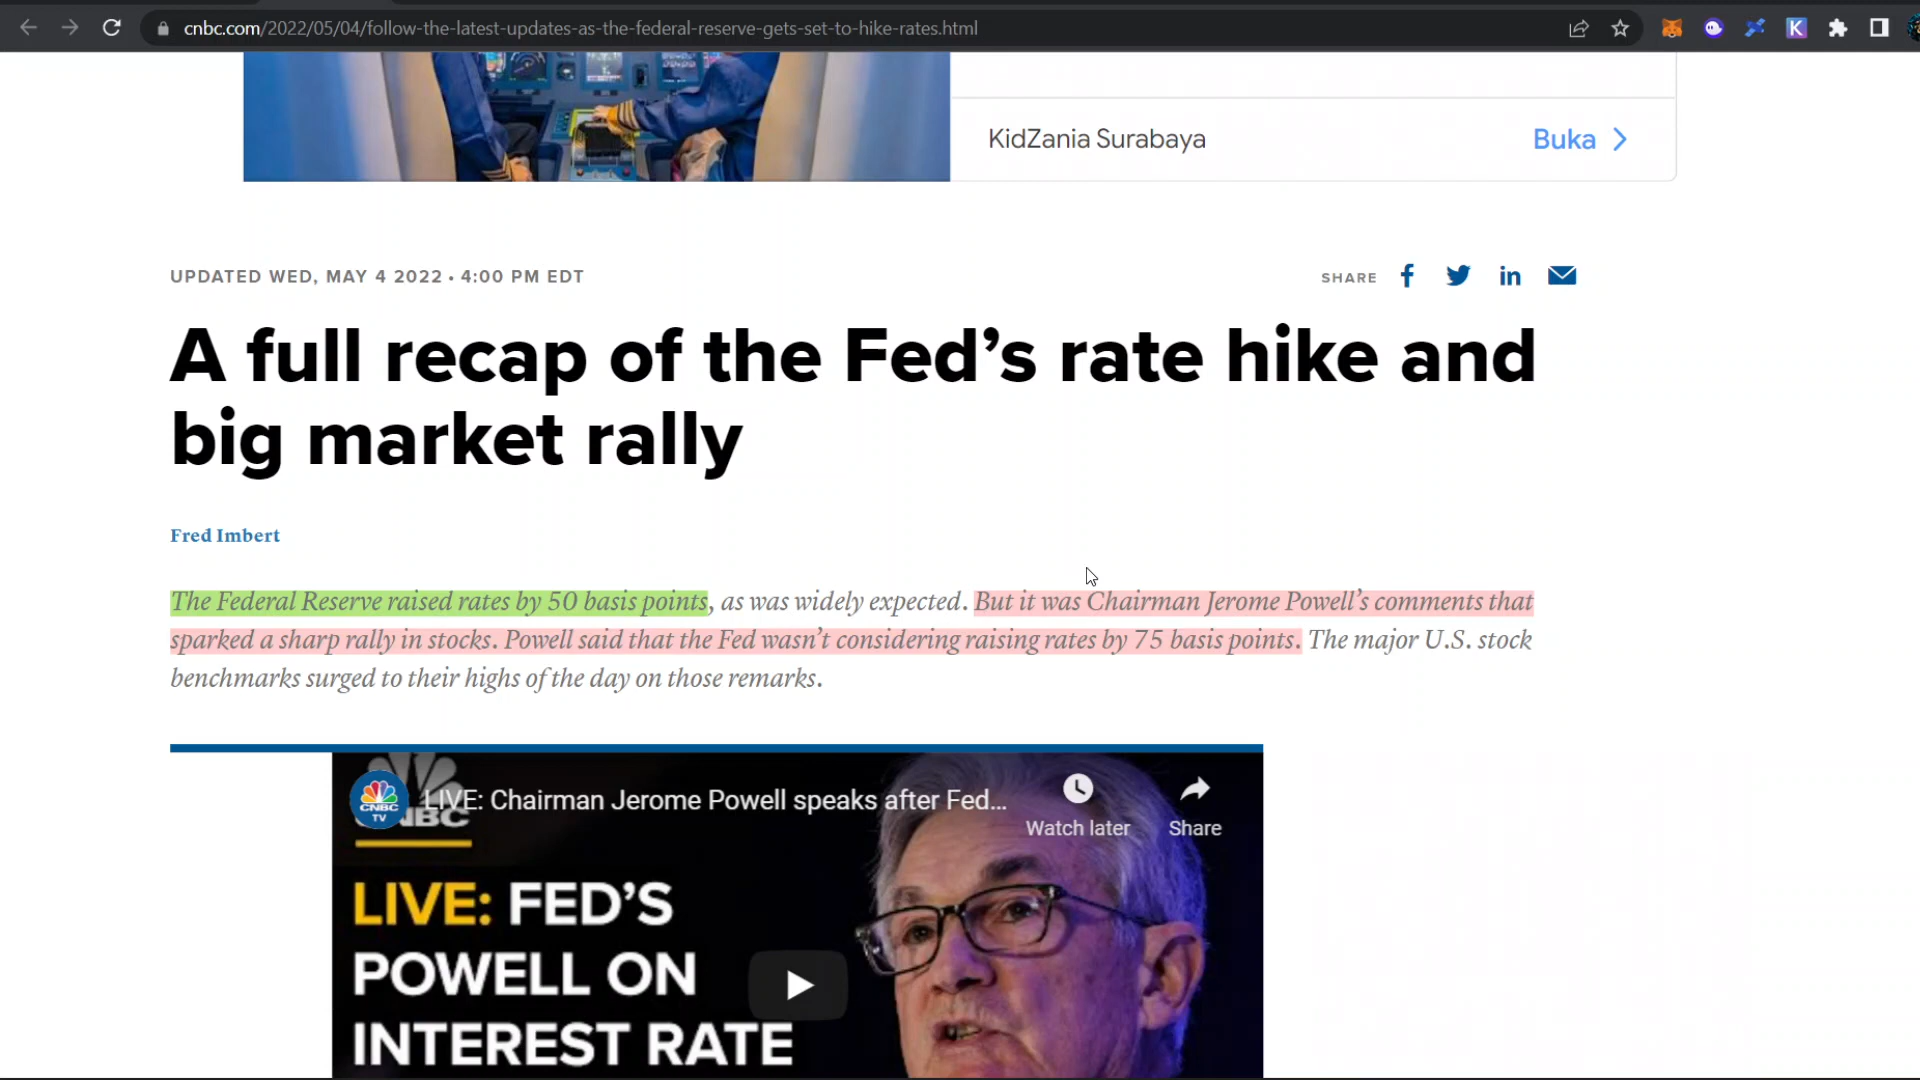 cnbc.com/2022/05/04/follow-the-latest-updates-as-the-federal-reserve-gets-set-to-hike-rates.html
K
KidZania Surabaya
Buka
UPDATED WED, MAY 4 2022 • 4:00 PM EDT
SHARE
A full recap of the Fed’s rate hike and
big market rally
Fred Imbert
The Federal Reserve raised rates by 50 basis points, as was widely expected. But it was Chairman Jerome Powell’s comments that
sparked a sharp rally in stocks. Powell said that the Fed wasn’t considering raising rates by 75 basis points. The major U.S. stock
benchmarks surged to their highs of the day on those remarks.
CNBC
TV
LIVE: Chairman Jerome Powell speaks after Fed...
Watch later
Share
LIVE: FED’S
POWELL ON
INTEREST RATE